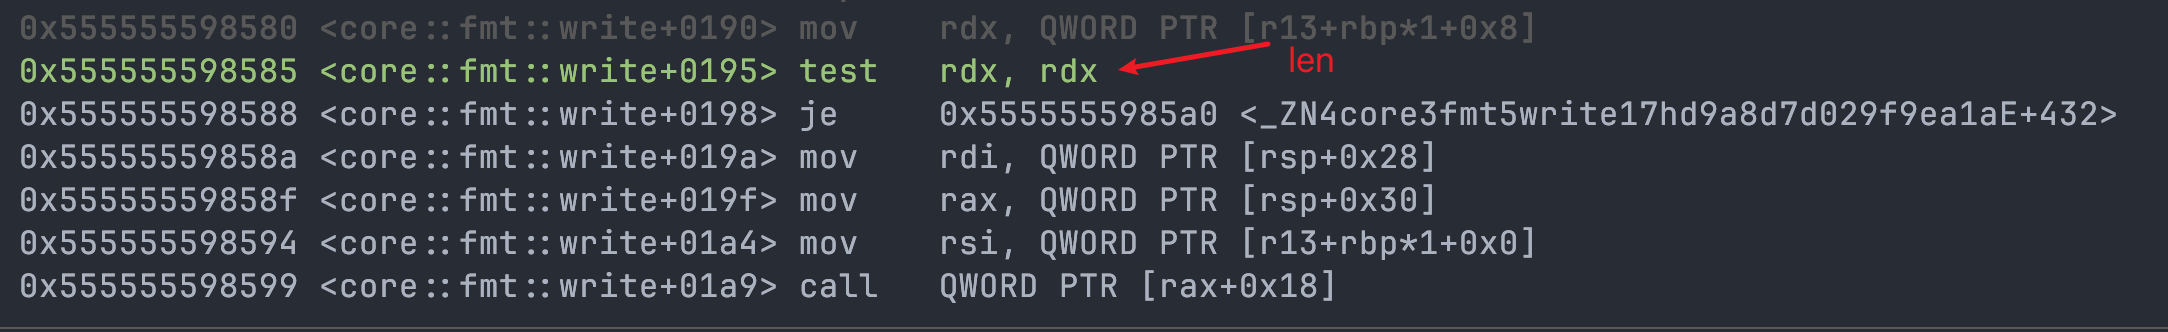 0x555555598580 <core::fmt::write+0190> mov    rdx, QWORD PTR [r13+rbp*1+0x8]
0x555555598585 <core::fmt::write+0195> test   rdx, rdx
len
0x555555598588 <core::fmt::write+0198> je     0x5555555985a0 <_ZN4core3fmt5write17hd9a8d7d029f9ea1aE+432>
0x55555559858a <core::fmt::write+019a> mov    rdi, QWORD PTR [rsp+0x28]
0x55555559858f <core::fmt::write+019f> mov    rax, QWORD PTR [rsp+0x30]
0x555555598594 <core::fmt::write+01a4> mov    rsi, QWORD PTR [r13+rbp*1+0x0]
0x555555598599 <core::fmt::write+01a9> call   QWORD PTR [rax+0x18]